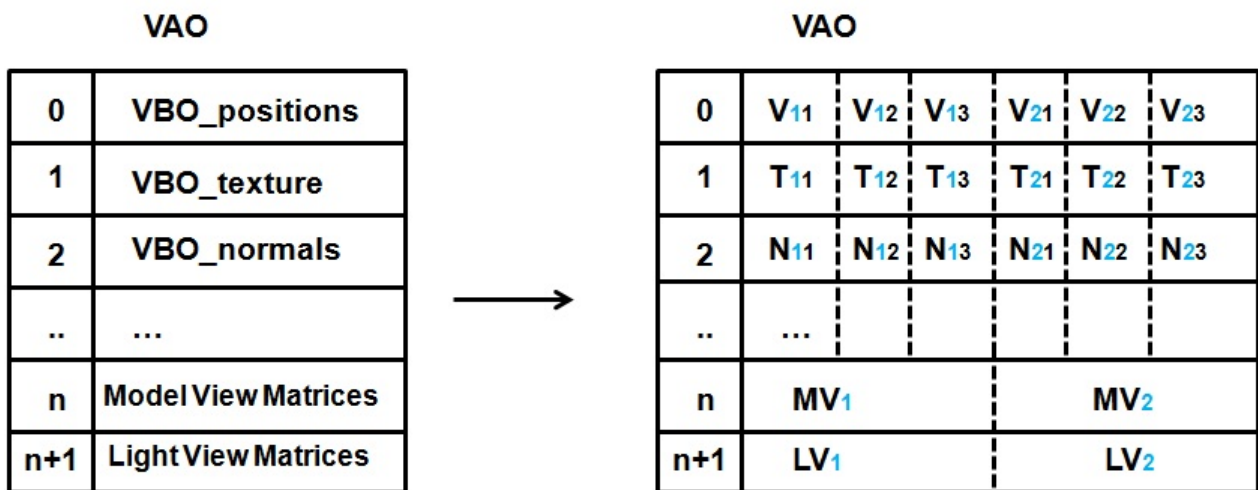 VAO
0 VBO_positions
1 VBO_texture
2 VBO_normals
.. ...
n Model View Matrices
n+1 Light View Matrices
VAO
0 V11 V12 V13 V21 V22 V23
1 T11 T12 T13 T21 T22 T23
2 N11 N12 N13 N21 N22 N23
.. ...
n MV1 MV2
n+1 LV1 LV2